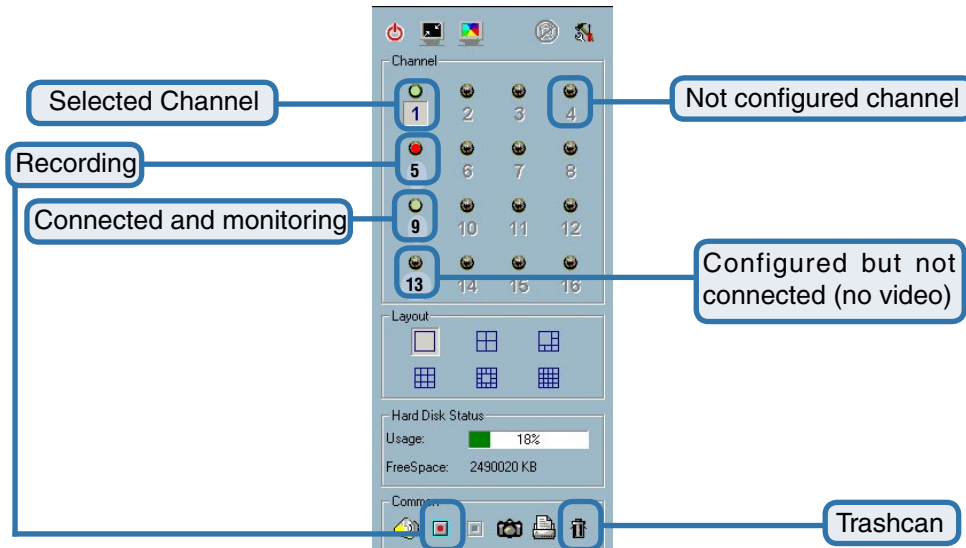 Channel
Selected Channel
1 2 3 4
Not configured channel
Recording
5 6 7 8
Connected and monitoring
9 10 11 12
Configured but not
connected (no video)
13 14 15 16
Layout
Hard Disk Status
Usage: 18%
FreeSpace: 2490020 KB
Common
Trashcan